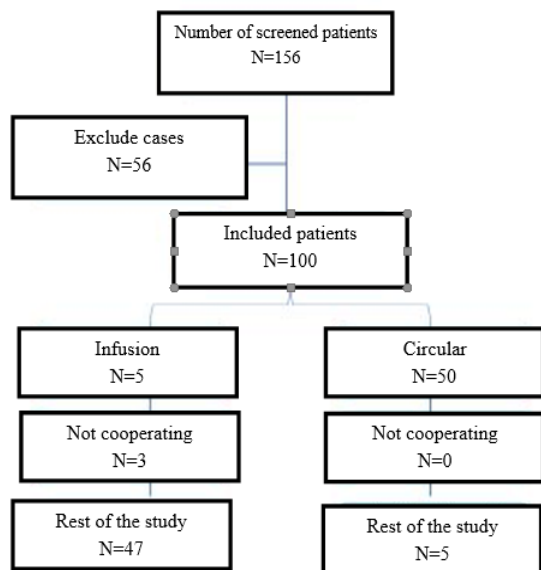 Number of screened patients
N=156
Exclude cases
N=56
Included patients
N=100
Infusion
N=5
Circular
N=50
Not cooperating
N=3
Not cooperating
N=0
Rest of the study
N=47
Rest of the study
N=5